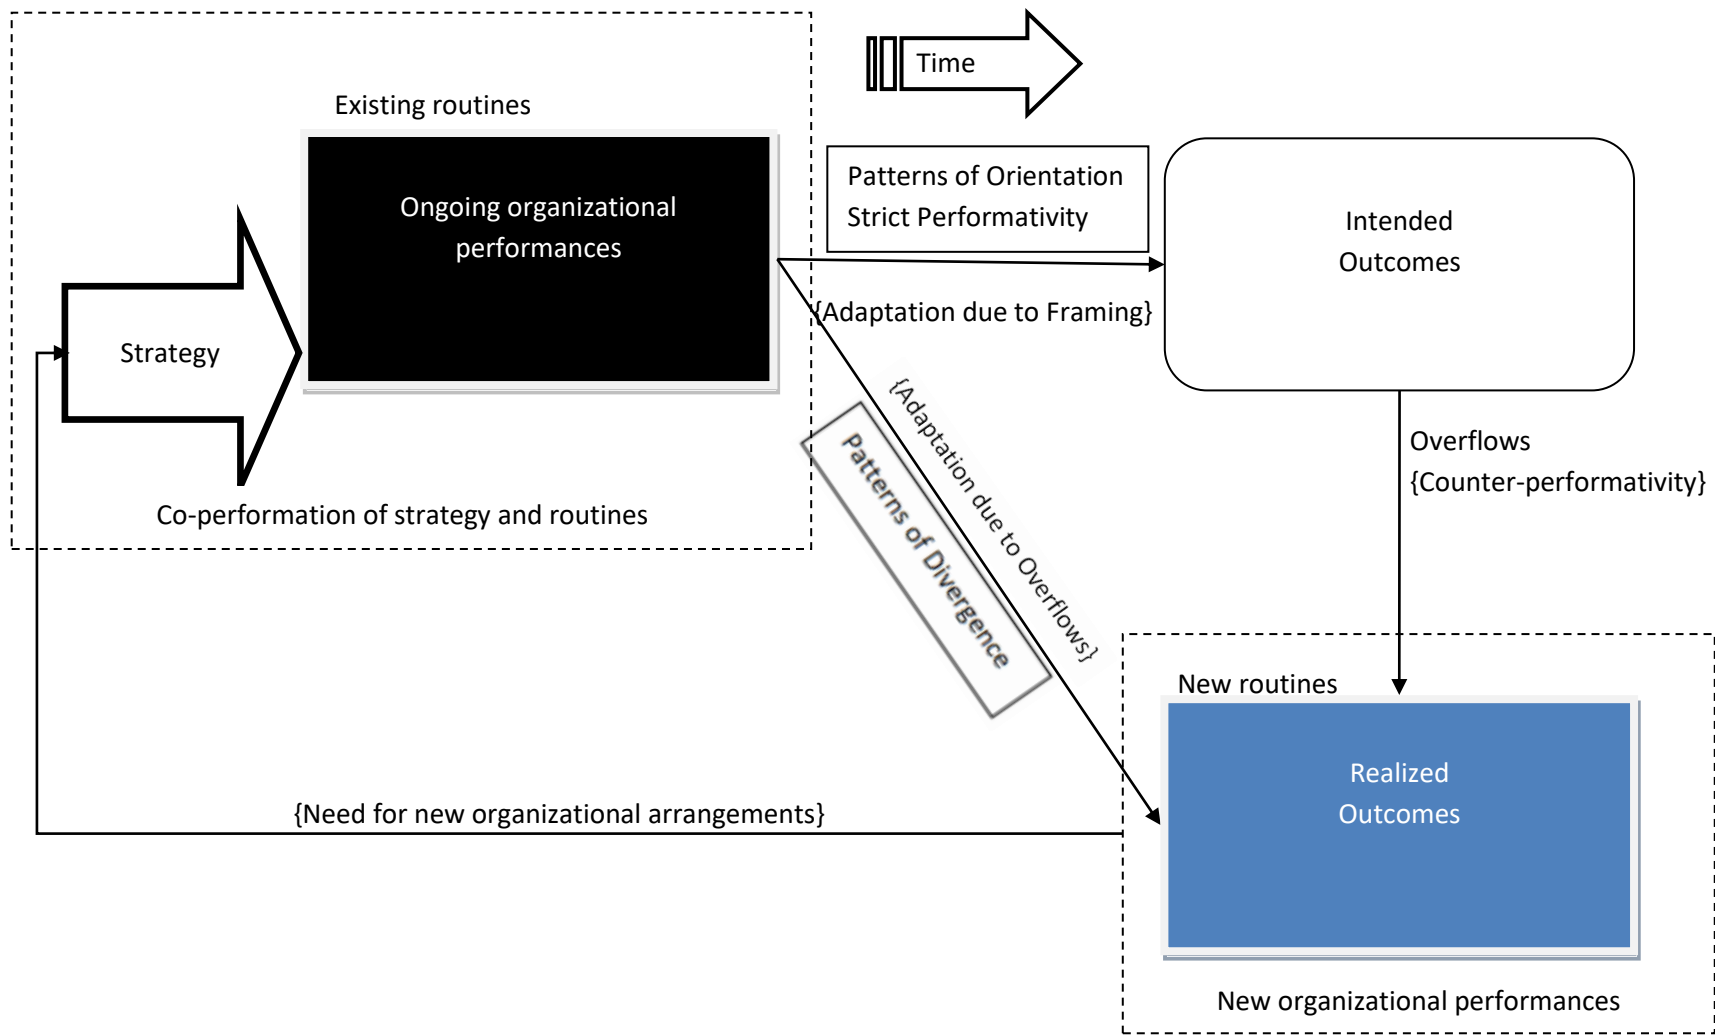 Time
Existing routines
Ongoing organizational
performances
Patterns of Orientation
Strict Performativity
Intended
Outcomes
{Adaptation due to Framing}
Strategy
{Adaptation due to Overflows}
Patterns of Divergence
Overflows
{Counter-performativity}
Co-performation of strategy and routines
New routines
Realized
Outcomes
{Need for new organizational arrangements}
New organizational performances